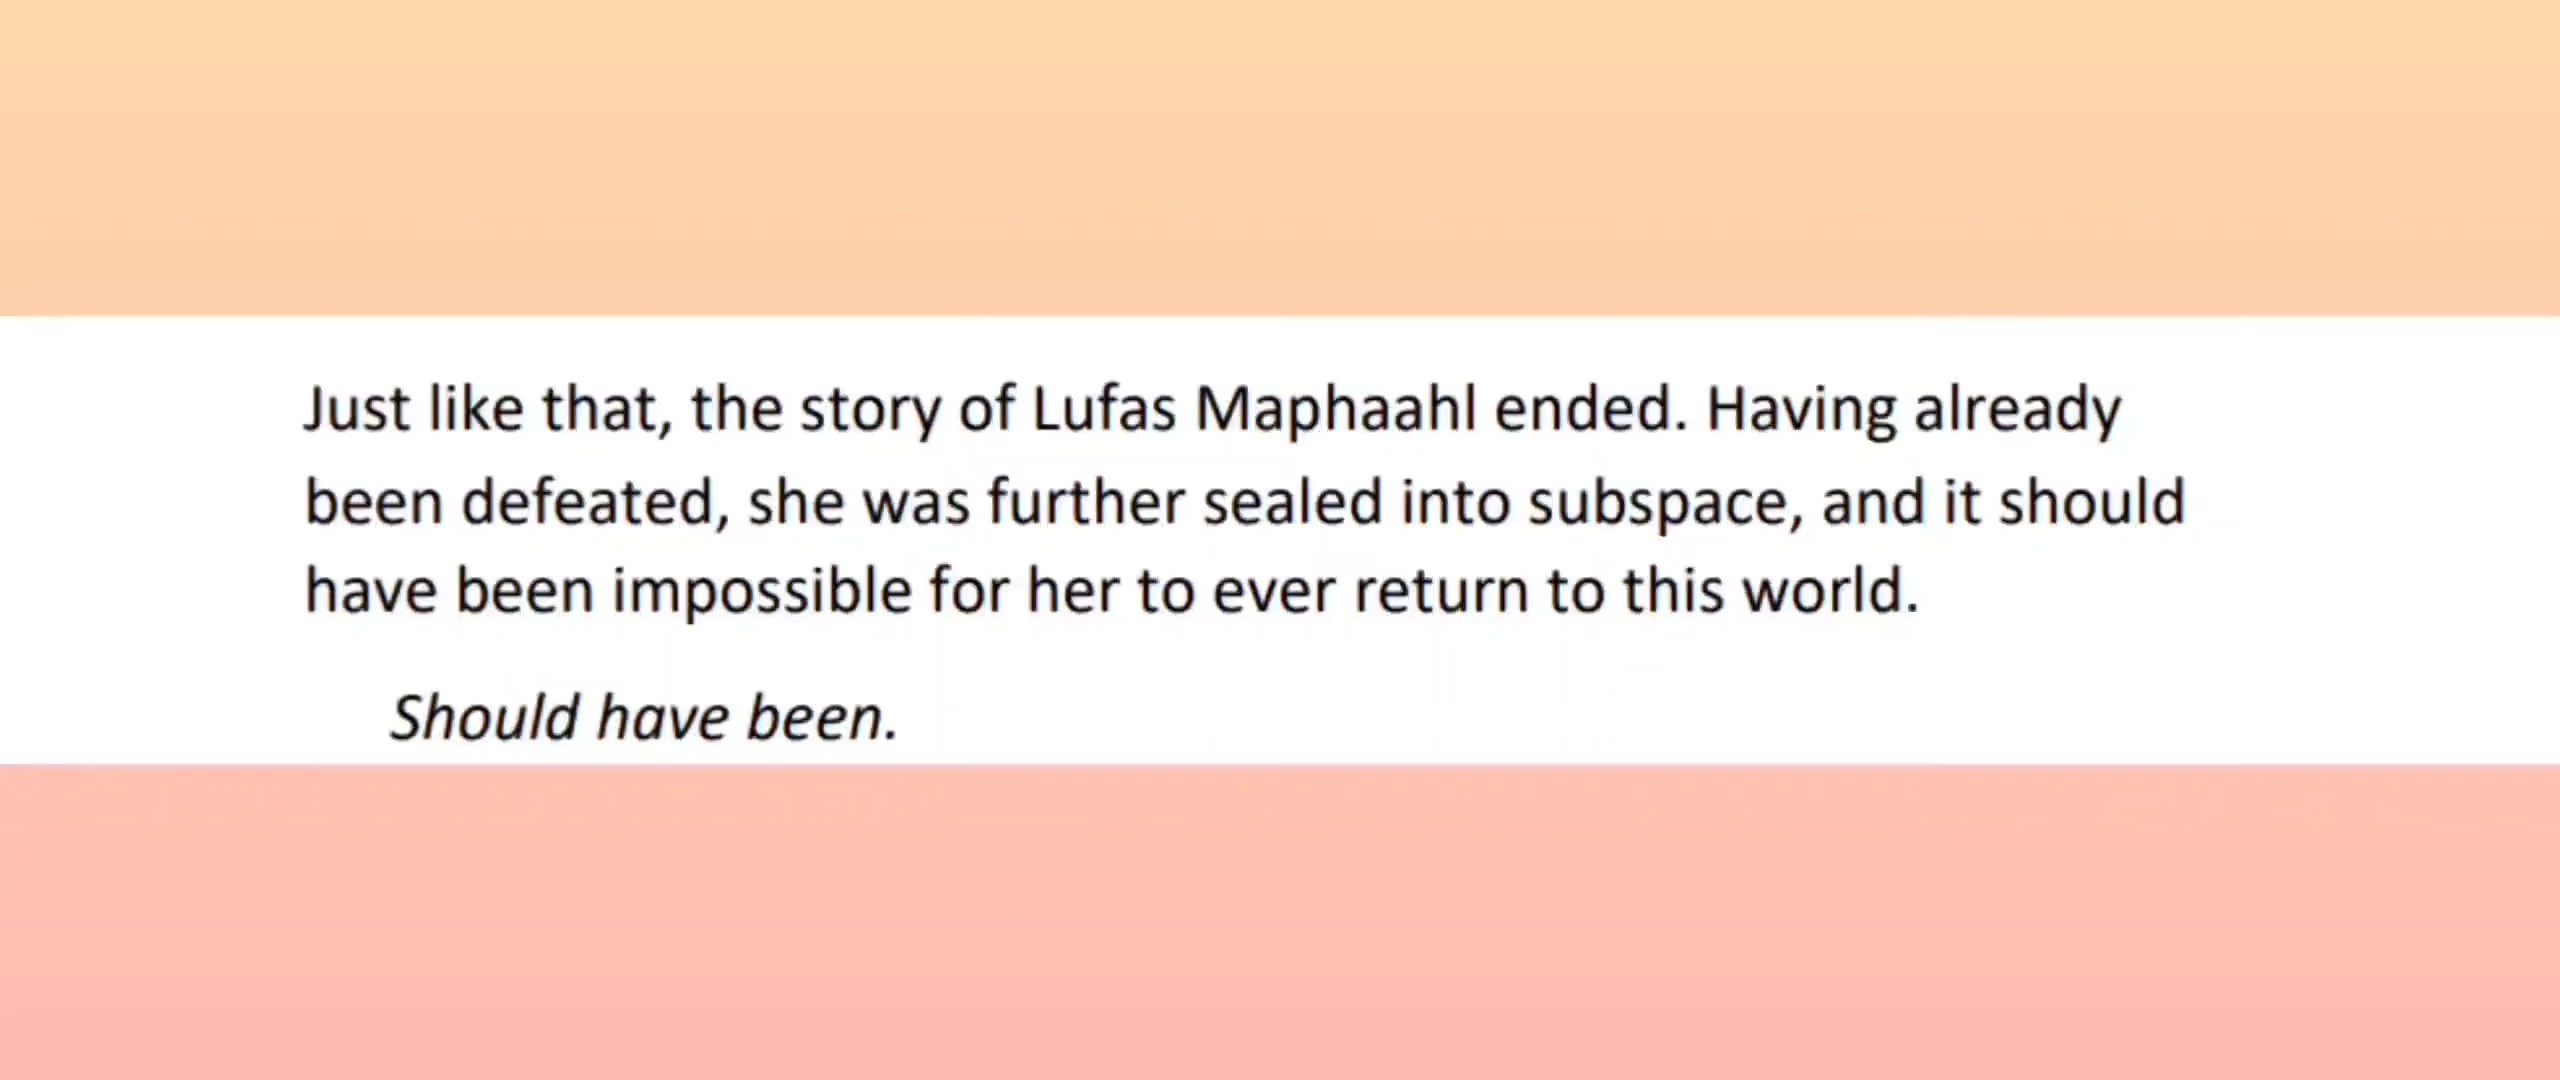 Just like that, the story of Lufas Maphaahl ended. Having already
been defeated, she was further sealed into subspace, and it should
have been impossible for her to ever return to this world.
Should have been.